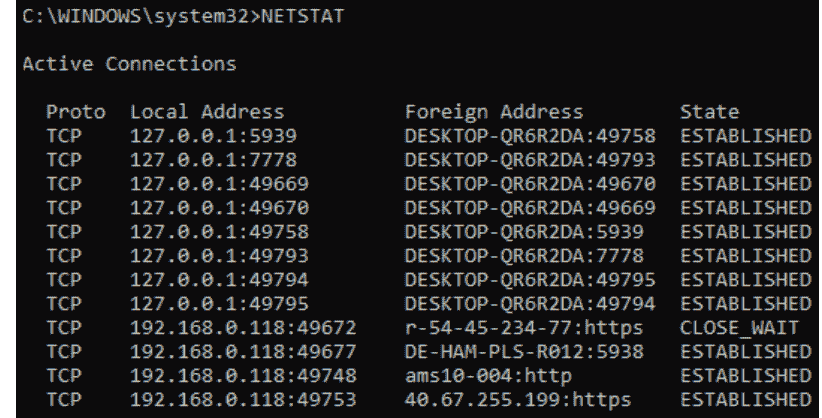 C:\WINDOWS\system32>NETSTAT
Active Connections
Proto Local Address Foreign Address State
TCP 127.0.0.1:5939 DESKTOP-QR6R2DA:49758 ESTABLISHED
TCP 127.0.0.1:7778 DESKTOP-QR6R2DA:49793 ESTABLISHED
TCP 127.0.0.1:49669 DESKTOP-QR6R2DA:49670 ESTABLISHED
TCP 127.0.0.1:49670 DESKTOP-QR6R2DA:49669 ESTABLISHED
TCP 127.0.0.1:49758 DESKTOP-QR6R2DA:5939 ESTABLISHED
TCP 127.0.0.1:49793 DESKTOP-QR6R2DA:7778 ESTABLISHED
TCP 127.0.0.1:49794 DESKTOP-QR6R2DA:49795 ESTABLISHED
TCP 127.0.0.1:49795 DESKTOP-QR6R2DA:49794 ESTABLISHED
TCP 192.168.0.118:49672 r-54-45-234-77:https CLOSE_WAIT
TCP 192.168.0.118:49677 DE-HAM-PLS-R012:5938 ESTABLISHED
TCP 192.168.0.118:49748 ams10-004:http ESTABLISHED
TCP 192.168.0.118:49753 40.67.255.199:https ESTABLISHED